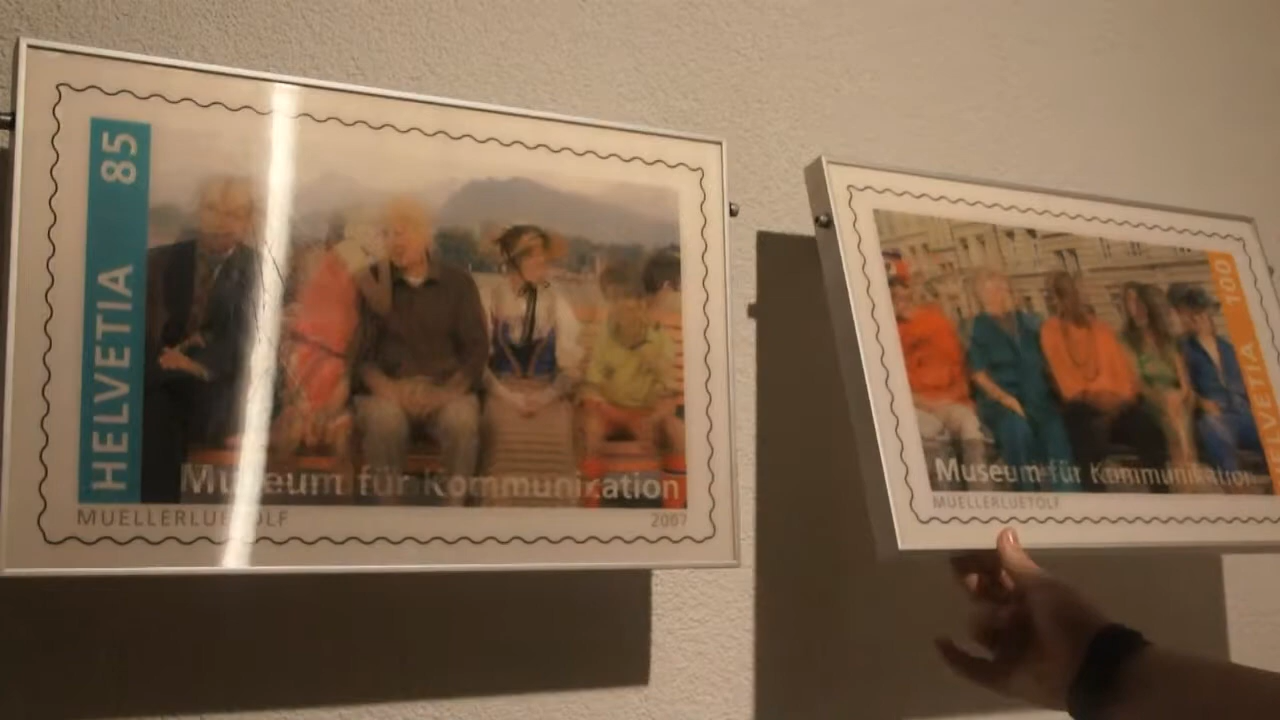 HELVETIA 85
Museum für Kommunikation
MUELLERLUETOLF
2007
HELVETIA 100
Museum für Kommunikation
MUELLERLUETOLF